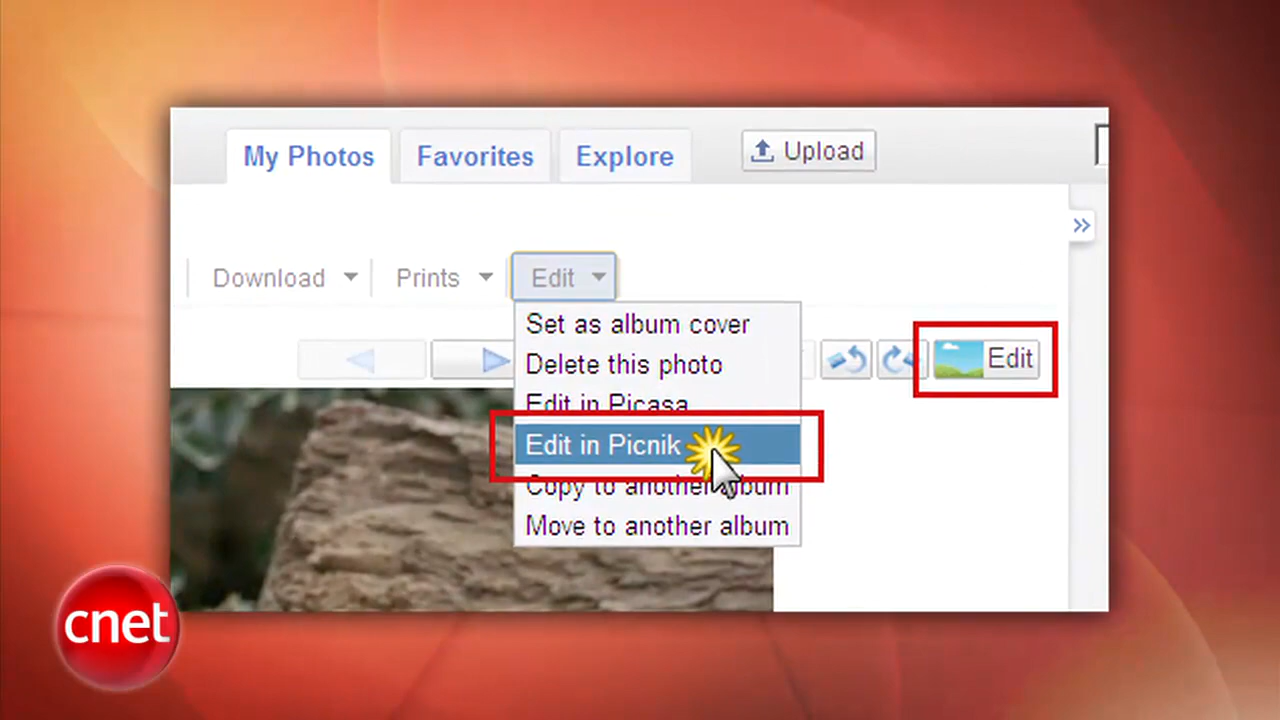 My Photos Favorites Explore Upload
»
Download Prints Edit
Set as album cover
Edit
Delete this photo
Edit in Picasa
Edit in Picnik
Copy to another album
Move to another album
cnet